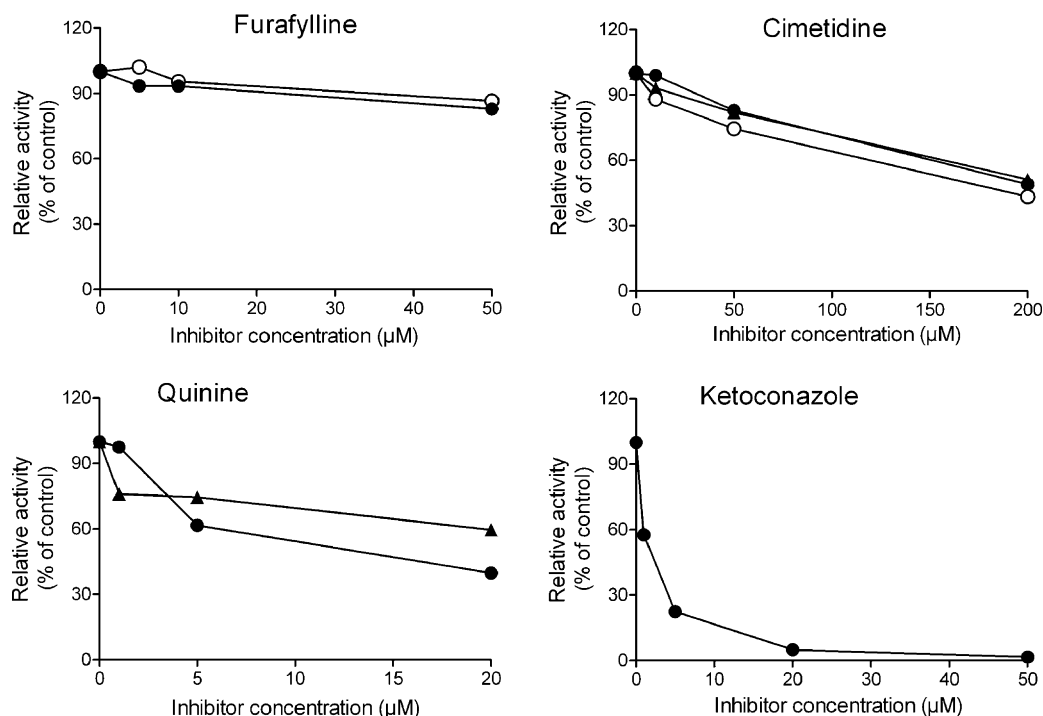 Furafylline
120
90
60
30
0
Relative activity
(% of control)
0 10 20 30 40 50
Inhibitor concentration (µM)
Cimetidine
120
90
60
30
0
Relative activity
(% of control)
0 50 100 150 200
Inhibitor concentration (µM)
Quinine
120
90
60
30
0
Relative activity
(% of control)
0 5 10 15 20
Inhibitor concentration (µM)
Ketoconazole
120
90
60
30
0
Relative activity
(% of control)
0 10 20 30 40 50
Inhibitor concentration (µM)